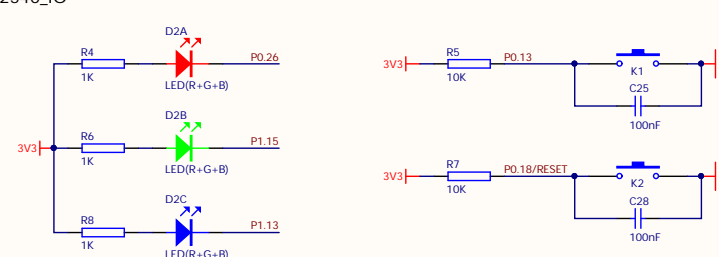 R4
D2A
P0.26
1K
LED(R+G+B)
3V3
R6
D2B
P1.15
1K
LED(R+G+B)
R8
D2C
P1.13
1K
LED(R+G+B)
3V3
R5
P0.13
10K
K1
C25
100nF
3V3
R7
P0.18/RESET
10K
K2
C28
100nF